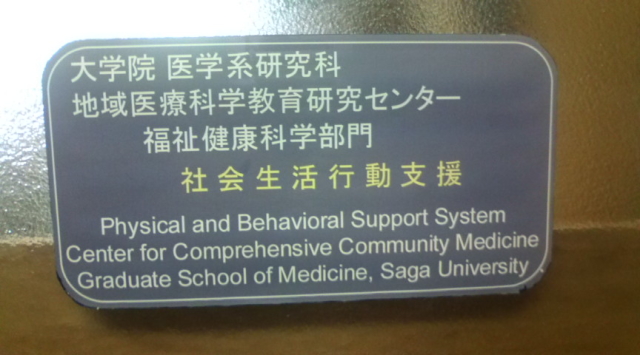 大学院 医学系研究科
地域医療科学教育研究センター
福祉健康科学部門
社会生活行動支援
Physical and Behavioral Support System
Center for Comprehensive Community Medicine
Graduate School of Medicine, Saga University